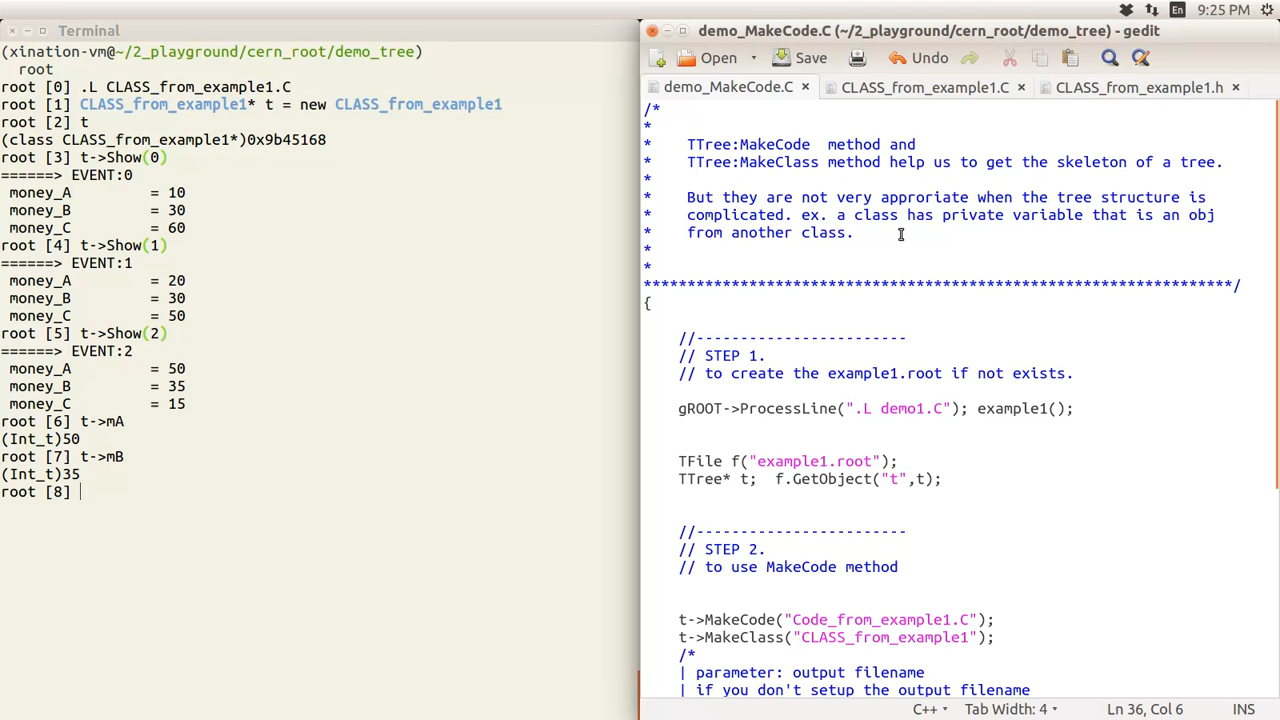 En 9:25 PM
Terminal
(xination-vm@~/2_playground/cern_root/demo_tree)
root
root [0] .L CLASS_from_example1.C
root [1] CLASS_from_example1* t = new CLASS_from_example1
root [2] t
(class CLASS_from_example1*)0x9b45168
root [3] t->Show(0)
======> EVENT:0
money_A = 10
money_B = 30
money_C = 60
root [4] t->Show(1)
======> EVENT:1
money_A = 20
money_B = 30
money_C = 50
root [5] t->Show(2)
======> EVENT:2
money_A = 50
money_B = 35
money_C = 15
root [6] t->mA
(Int_t)50
root [7] t->mB
(Int_t)35
root [8]
demo_MakeCode.C (~/2_playground/cern_root/demo_tree) - gedit
Open Save Undo
demo_MakeCode.C × CLASS_from_example1.C × CLASS_from_example1.h ×
/*
*
* TTree:MakeCode method and
* TTree:MakeClass method help us to get the skeleton of a tree.
*
* But they are not very approriate when the tree structure is
* complicated. ex. a class has private variable that is an obj
* from another class.
*
*
*******************************************************************/
{
//------------------------
// STEP 1.
// to create the example1.root if not exists.
gROOT->ProcessLine(".L demo1.C"); example1();
TFile f("example1.root");
TTree* t; f.GetObject("t",t);
//------------------------
// STEP 2.
// to use MakeCode method
t->MakeCode("Code_from_example1.C");
t->MakeClass("CLASS_from_example1");
/*
| parameter: output filename
| if you don't setup the output filename
C++ Tab Width: 4 Ln 36, Col 6 INS